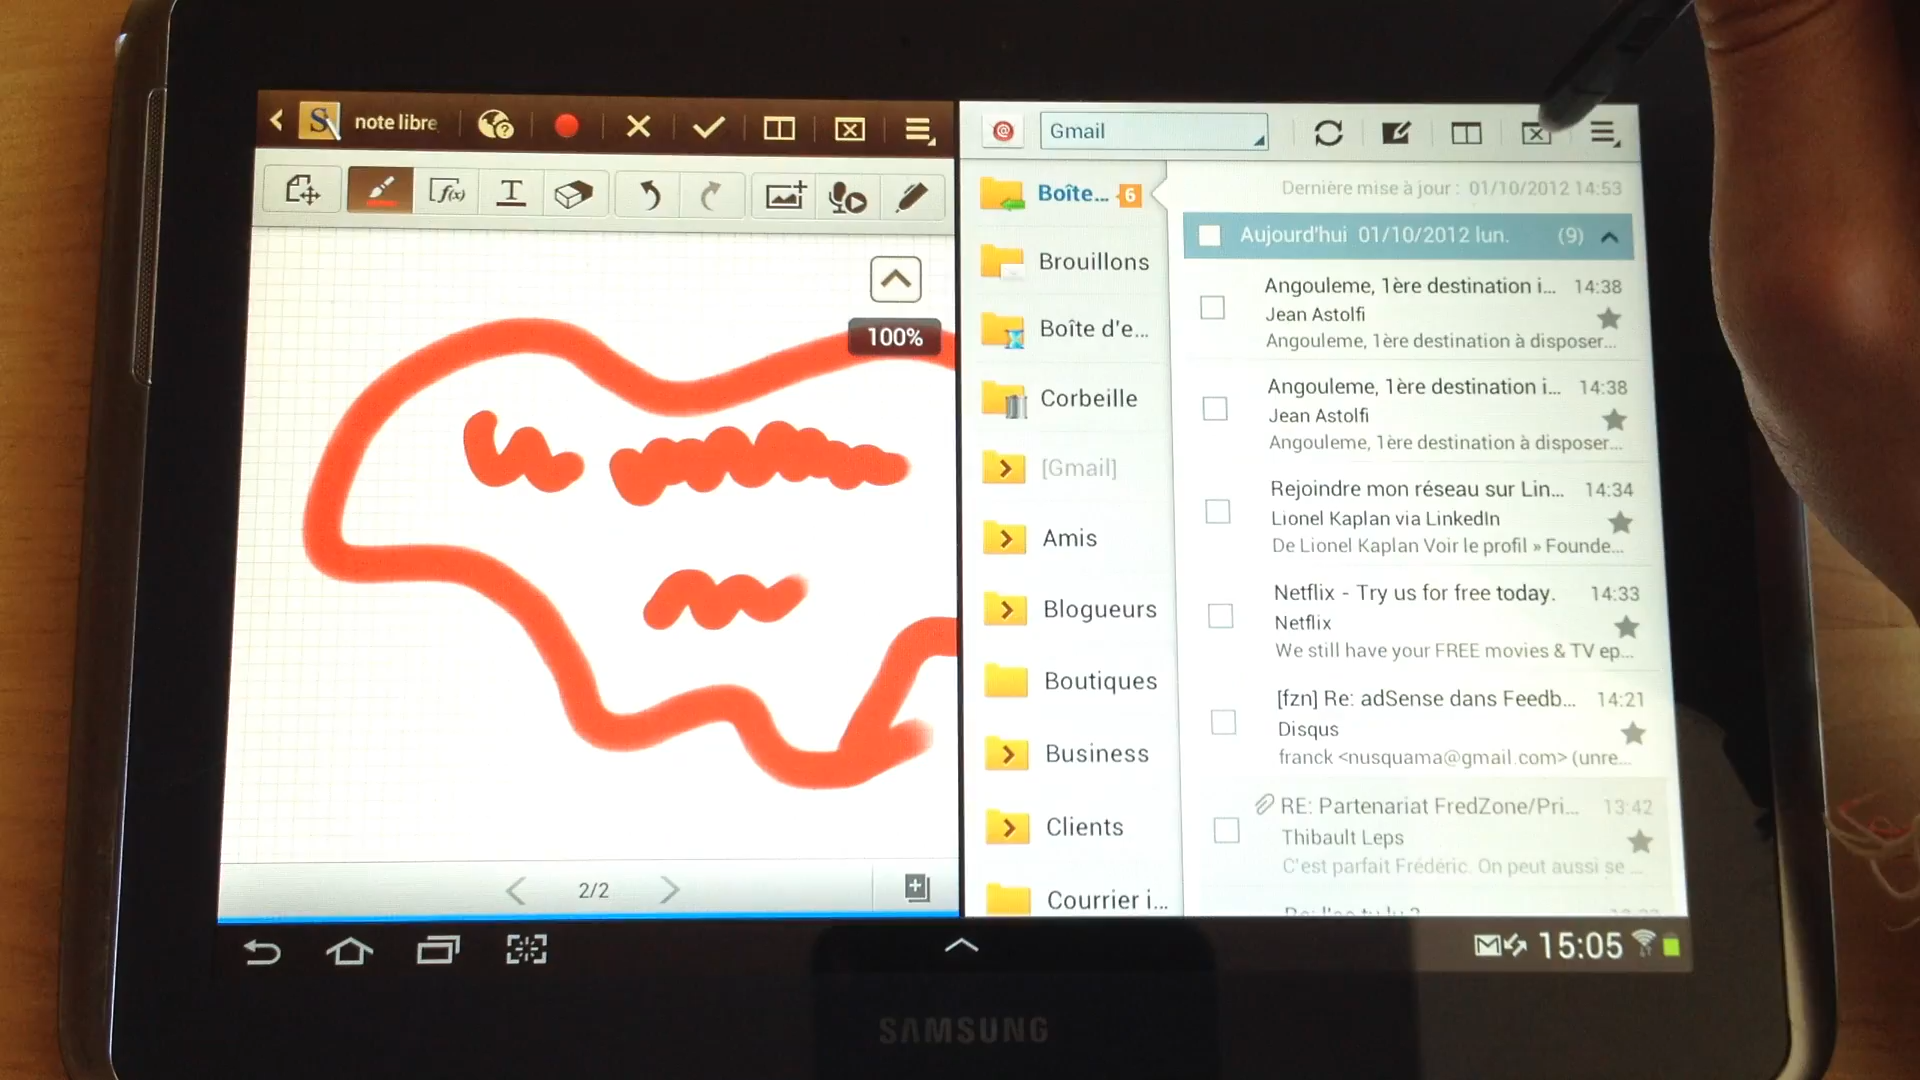 note libre
f(x)
T
100%
2/2
Gmail
Dernière mise à jour : 01/10/2012 14:53
Boîte... 6
Brouillons
Boîte d'e...
Corbeille
[Gmail]
Amis
Blogueurs
Boutiques
Business
Clients
Courrier i...
Aujourd'hui 01/10/2012 lun. (9)
Angouleme, 1ère destination i... 14:38
Jean Astolfi
Angouleme, 1ère destination à disposer...
Angouleme, 1ère destination i... 14:38
Jean Astolfi
Angouleme, 1ère destination à disposer...
Rejoindre mon réseau sur Lin... 14:34
Lionel Kaplan via LinkedIn
De Lionel Kaplan Voir le profil » Founde...
Netflix - Try us for free today. 14:33
Netflix
We still have your FREE movies & TV ep...
[fzn] Re: adSense dans Feedb... 14:21
Disqus
franck <nusquama@gmail.com> (unre...
RE: Partenariat FredZone/Pri... 13:42
Thibault Leps
C'est parfait Frédéric. On peut aussi se ...
15:05
SAMSUNG